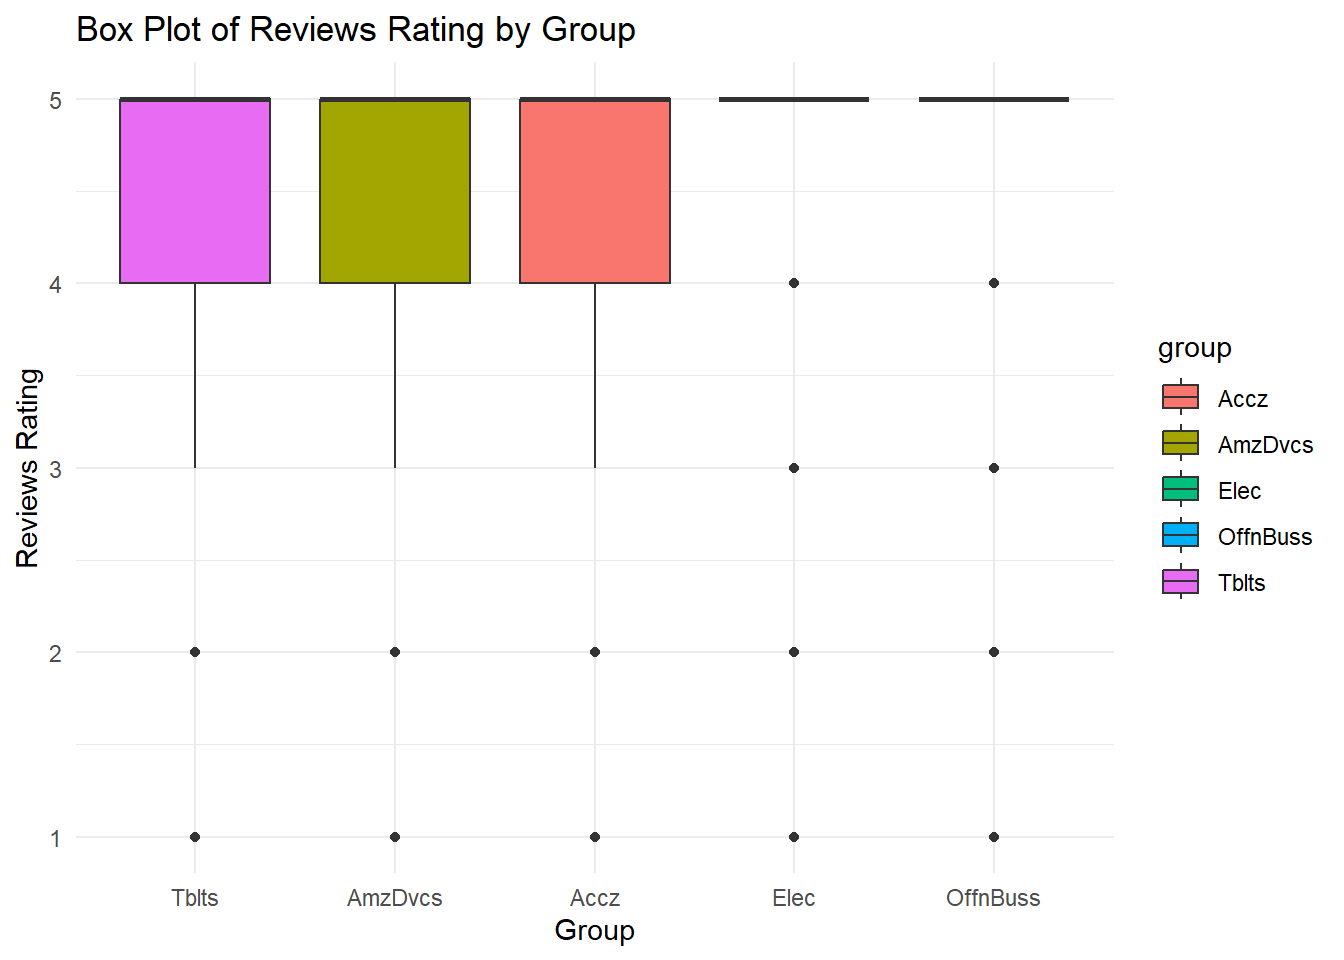 Box Plot of Reviews Rating by Group
5
4
3
2
1
Reviews Rating
Tblts
AmzDvcs
Accz
Elec
OffnBuss
Group
group
Accz
AmzDvcs
Elec
OffnBuss
Tblts